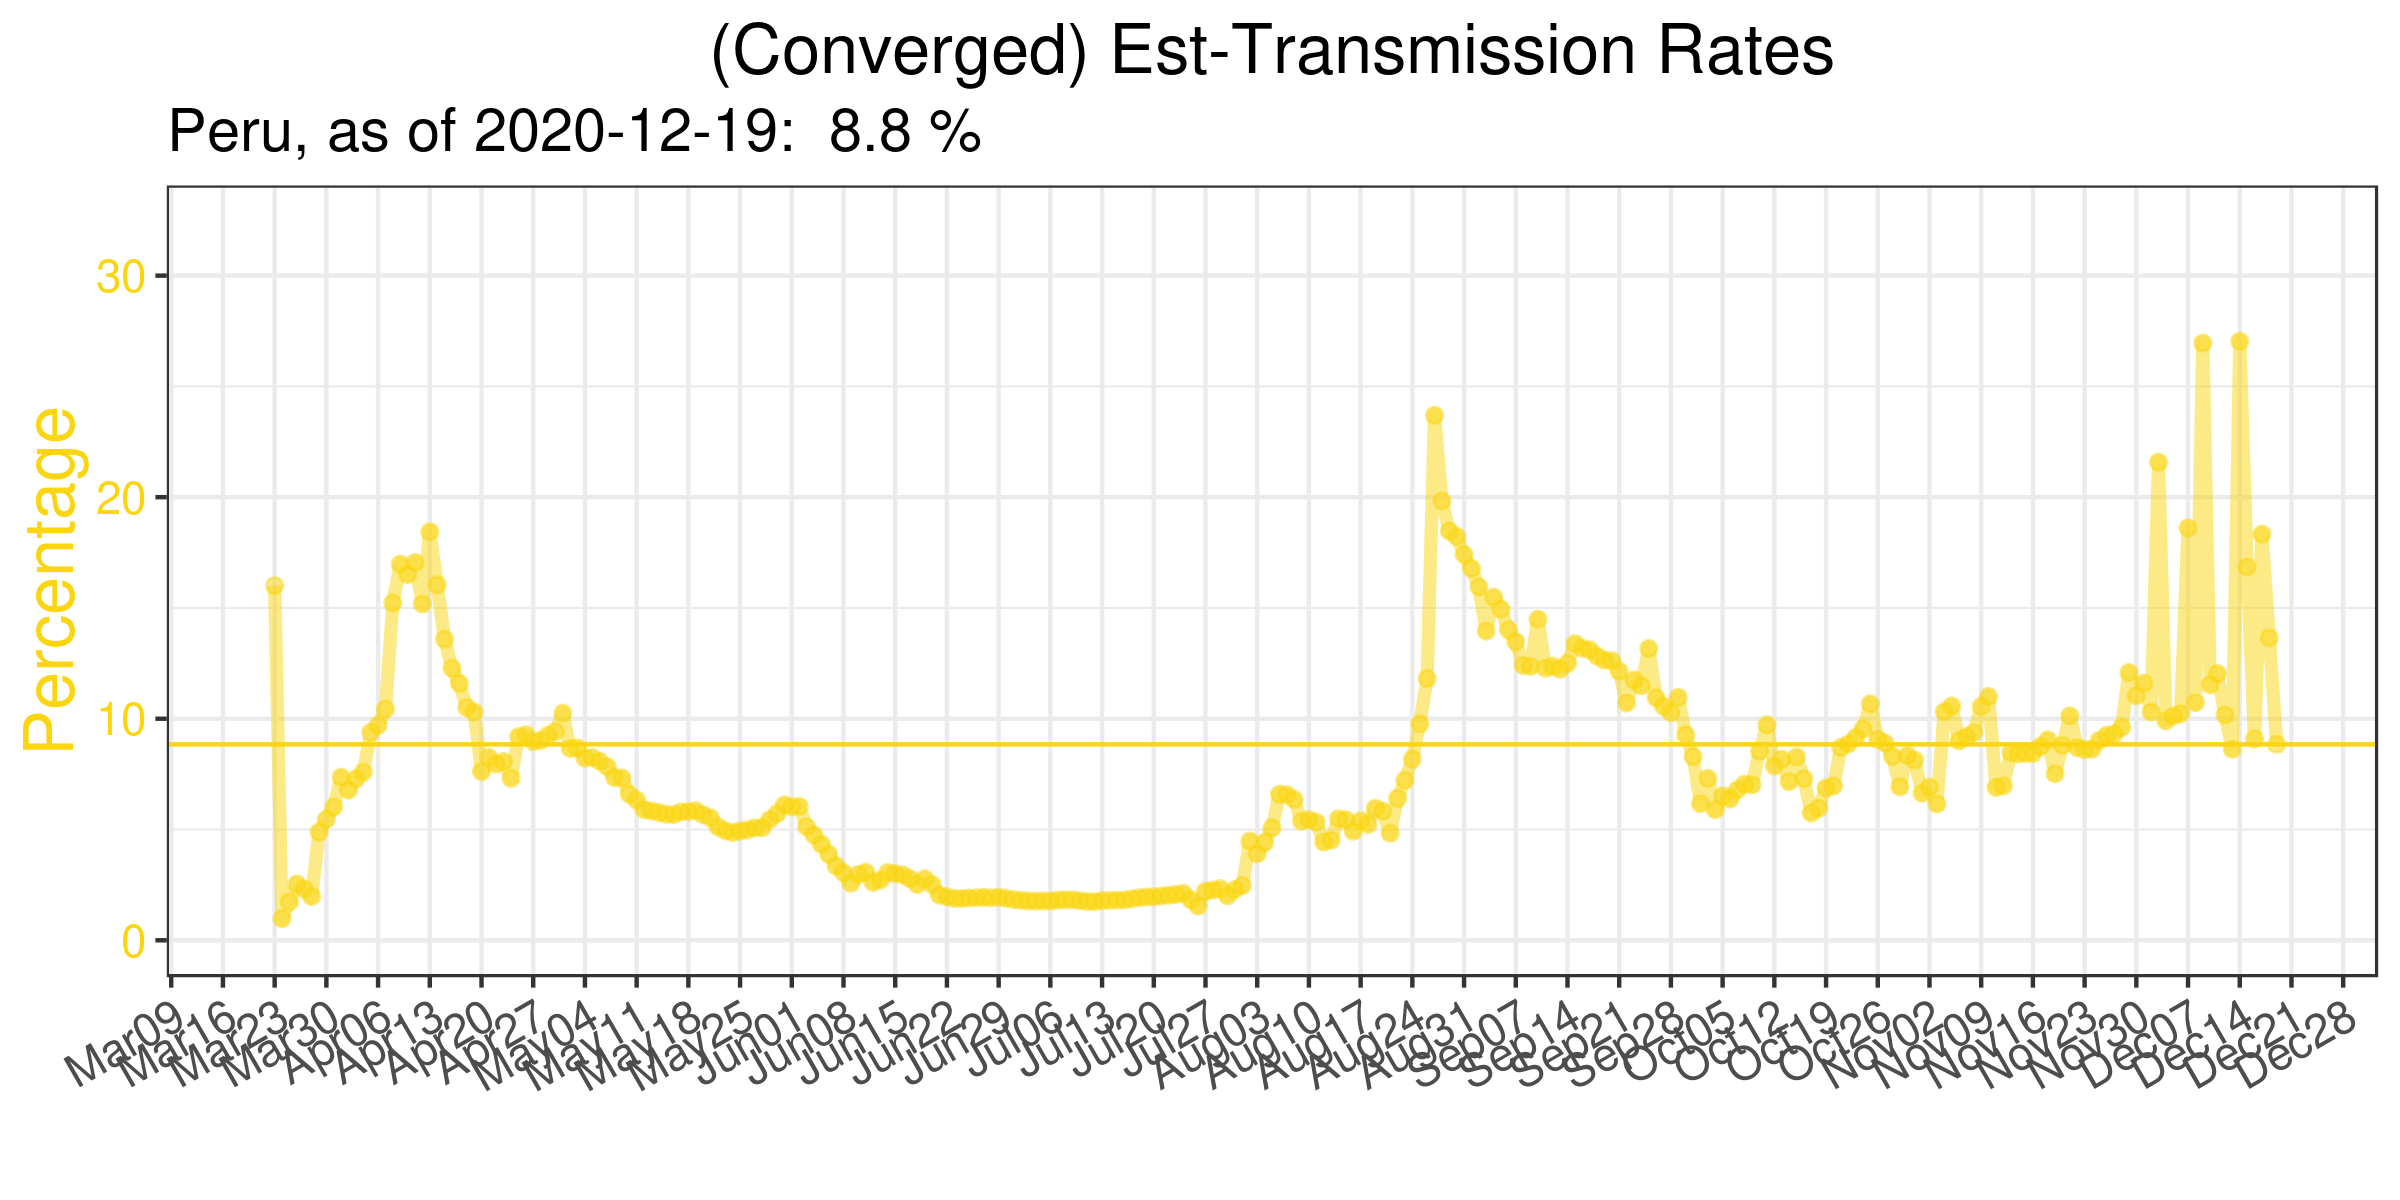 (Converged) Est-Transmission Rates
Peru, as of 2020-12-19:  8.8 %
Percentage
30
20
10
0
Mar09
Mar16
Mar23
Mar30
Apr06
Apr13
Apr20
Apr27
May04
May11
May18
May25
Jun01
Jun08
Jun15
Jun22
Jun29
Jul06
Jul13
Jul20
Jul27
Aug03
Aug10
Aug17
Aug24
Aug31
Sep07
Sep14
Sep21
Sep28
Oct05
Oct12
Oct19
Oct26
Nov02
Nov09
Nov16
Nov23
Nov30
Dec07
Dec14
Dec21
Dec28